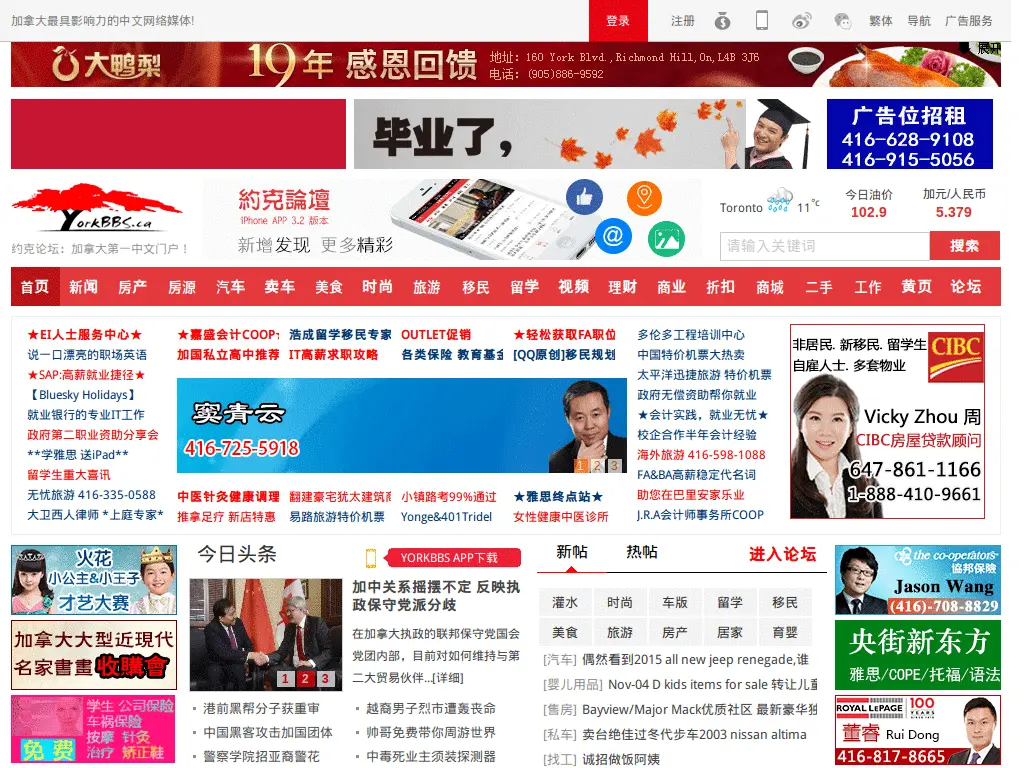 加拿大最具影响力的中文网络媒体!
登录
注册
繁体
导航
广告服务
大鸭梨
19年 感恩回馈
地址: 160 York Blvd.,Richmond Hill,On,L4B 3J6
电话: (905)886-9592
展开
毕业了,
广告位招租
416-628-9108
416-915-5056
YorkBBS.ca
约克论坛: 加拿大第一中文门户!
約克論壇
iPhone APP 3.2 版本
新增发现 更多精彩
Toronto 11℃
今日油价
102.9
加元/人民币
5.379
请输入关键词
搜索
首页 新闻 房产 房源 汽车 卖车 美食 时尚 旅游 移民 留学 视频 理财 商业 折扣 商城 二手 工作 黄页 论坛
★EI人士服务中心★
说一口漂亮的职场英语
★SAP:高薪就业捷径★
【Bluesky Holidays】
就业银行的专业IT工作
政府第二职业资助分享会
**学雅思 送iPad**
留学生重大喜讯
无忧旅游 416-335-0588
大卫西人律师 *上庭专家*
★嘉盛会计COOP
浩成留学移民专家
OUTLET促销
★轻松获取FA职位
加国私立高中推荐
IT高薪求职攻略
各类保险 教育基金
[QQ原创]移民规划
窦青云
416-725-5918
1 2 3
中医针灸健康调理
翻建豪宅犹太建筑商
小镇路考99%通过
★雅思终点站★
推拿足疗 新店特惠
易路旅游特价机票
Yonge&401Tridel
女性健康中医诊所
多伦多工程培训中心
中国特价机票大热卖
太平洋迅捷旅游 特价机票
政府无偿资助帮你就业
★会计实践，就业无忧★
校企合作半年会计经验
海外旅游 416-598-1088
FA&BA高薪稳定代名词
助您在巴里安家乐业
J.R.A会计师事务所COOP
非居民. 新移民. 留学生
自雇人士. 多套物业
CIBC
Vicky Zhou 周
CIBC房屋贷款顾问
647-861-1166
1-888-410-9661
火花
小公主&小王子
才艺大赛
加拿大大型近現代
名家書畫收購會
学生 公司保险
车祸保险
按摩 针灸
免费
治疗 矫正鞋
今日头条
YORKBBS APP下载
1 2 3
加中关系摇摆不定 反映执
政保守党派分歧
在加拿大执政的联邦保守党国会
党团内部，目前对如何维持与第
二大贸易伙伴...[详细]
港前黑帮分子获重审
中国黑客攻击加国团体
警察学院招亚裔警花
越裔男子烈市遭轰丧命
帅哥免费带你周游世界
中毒死业主须装探测器
新帖
热帖
进入论坛
灌水 时尚 车版 留学 移民
美食 旅游 房产 居家 育婴
[汽车] 偶然看到2015 all new jeep renegade,谁
[婴儿用品] Nov-04 D kids items for sale 转让儿童
[售房] Bayview/Major Mack优质社区 最新豪华独
[私车] 卖台绝佳过冬代步车2003 nissan altima
[找工] 诚招做饭阿姨
the co-operators
協邦保險
Jason Wang
(416)-708-8829
央街新东方
雅思/COPE/托福/语法
ROYAL LEPAGE
100 YEARS
董睿 Rui Dong
416-817-8665